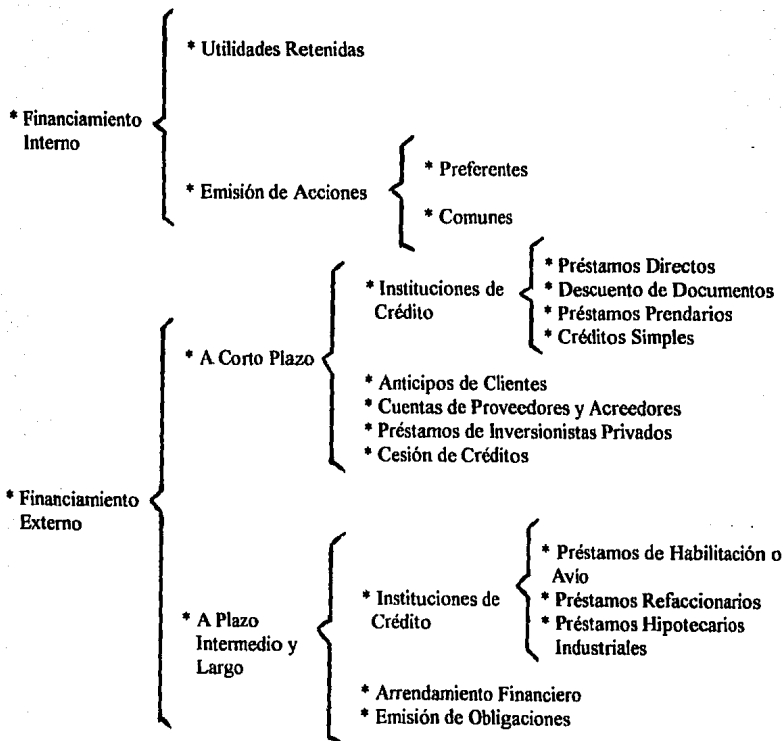 * Financiamiento
Interno
* Utilidades Retenidas
* Emisión de Acciones
* Preferentes
* Comunes
* Financiamiento
Externo
* A Corto Plazo
* Instituciones de
Crédito
* Préstamos Directos
* Descuento de Documentos
* Préstamos Prendarios
* Créditos Simples
* Anticipos de Clientes
* Cuentas de Proveedores y Acreedores
* Préstamos de Inversionistas Privados
* Cesión de Créditos
* A Plazo
Intermedio y
Largo
* Instituciones de
Crédito
* Préstamos de Habilitación o
Avío
* Préstamos Refaccionarios
* Préstamos Hipotecarios
Industriales
* Arrendamiento Financiero
* Emisión de Obligaciones